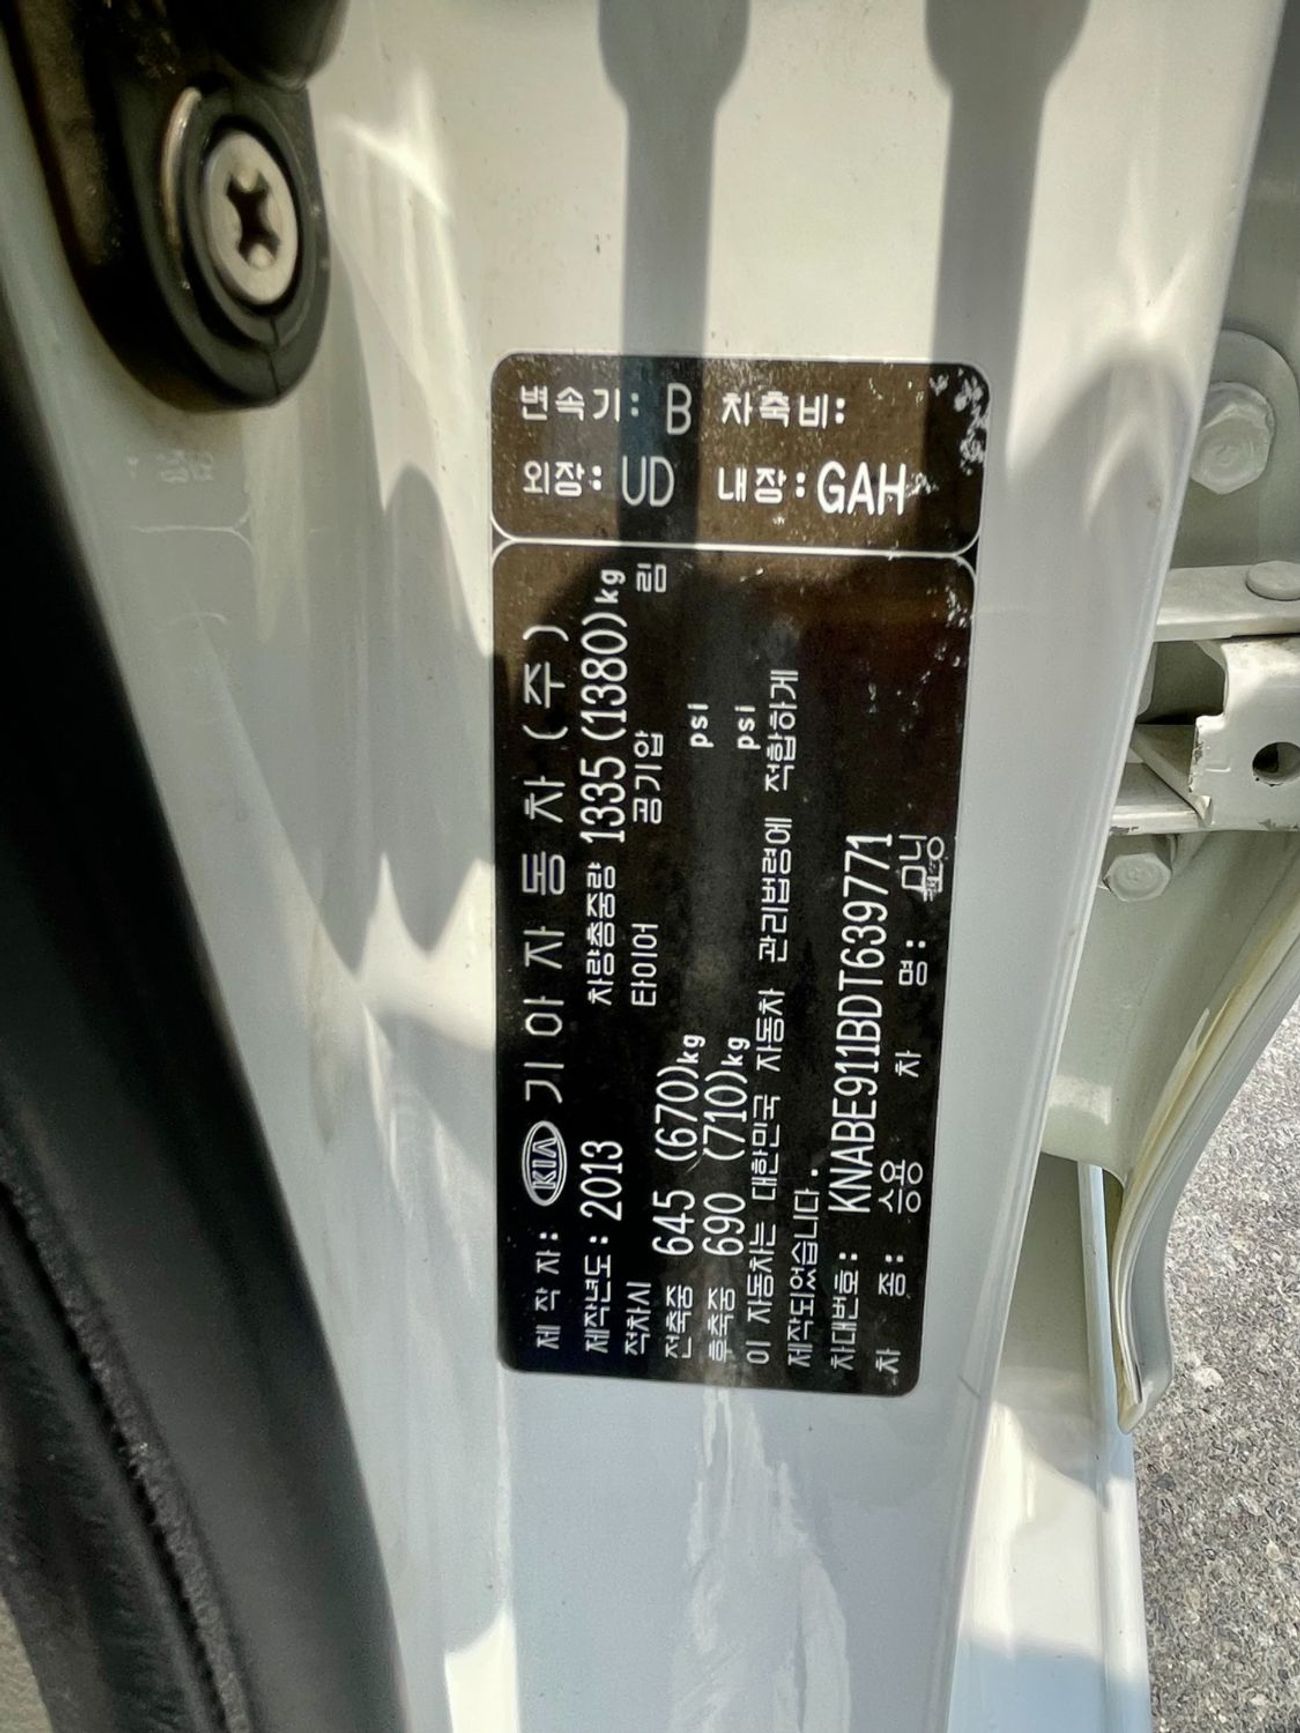 제 작 자: KIA 기 아 자 동 차 (주)
제작년도: 2013 차량총중량 1335 (1380)kg
적차시 타이어 공기압 림
전축중 645 (670)kg psi
후축중 690 (710)kg psi
이 자동차는 대한민국 자동차 관리법령에 적합하게
제작되었습니다.
차대번호: KNABE911BDT639771
차 종: 승용 차 명: 모닝
변속기: B 차축비:
외장: UD 내장: GAH